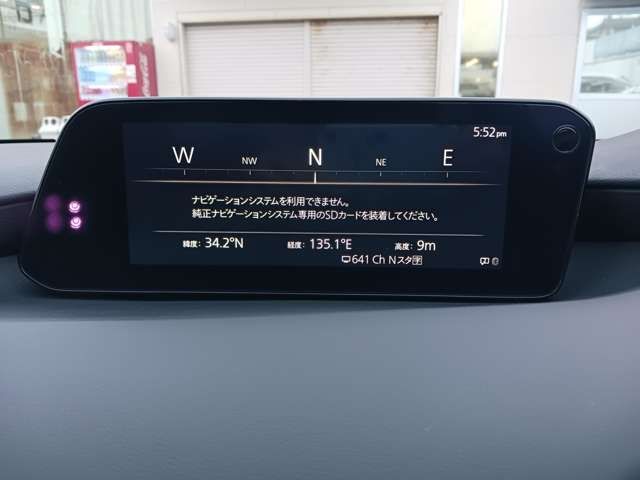 5:52pm
W NW N NE E
ナビゲーションシステムを利用できません。
純正ナビゲーションシステム専用のSDカードを装着してください。
緯度: 34.2°N 経度: 135.1°E 高度: 9m
641 Ch Nスタ字